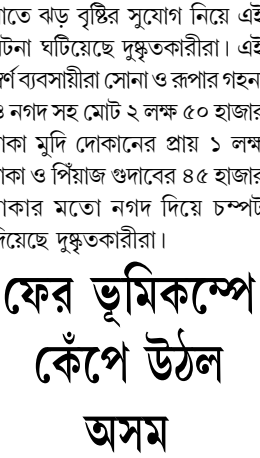 াতে ঝড় বৃষ্টির সুযোগ নিয়ে এই
টনা ঘটিয়েছে দুষ্কৃতকারীরা। এই
র্ণ ব্যবসায়ীরা সোনা ও রূপার গহন
ও নগদ সহ মোট ২ লক্ষ ৫০ হাজার
াকা মুদি দোকানের প্রায় ১ লক্ষ
াকা ও পিঁয়াজ গুদাবের ৪৫ হাজার
াকার মতো নগদ দিয়ে চম্পট
দিয়েছে দুষ্কৃতকারীরা।
ফের ভূমিকম্পে
কেঁপে উঠল
অসম